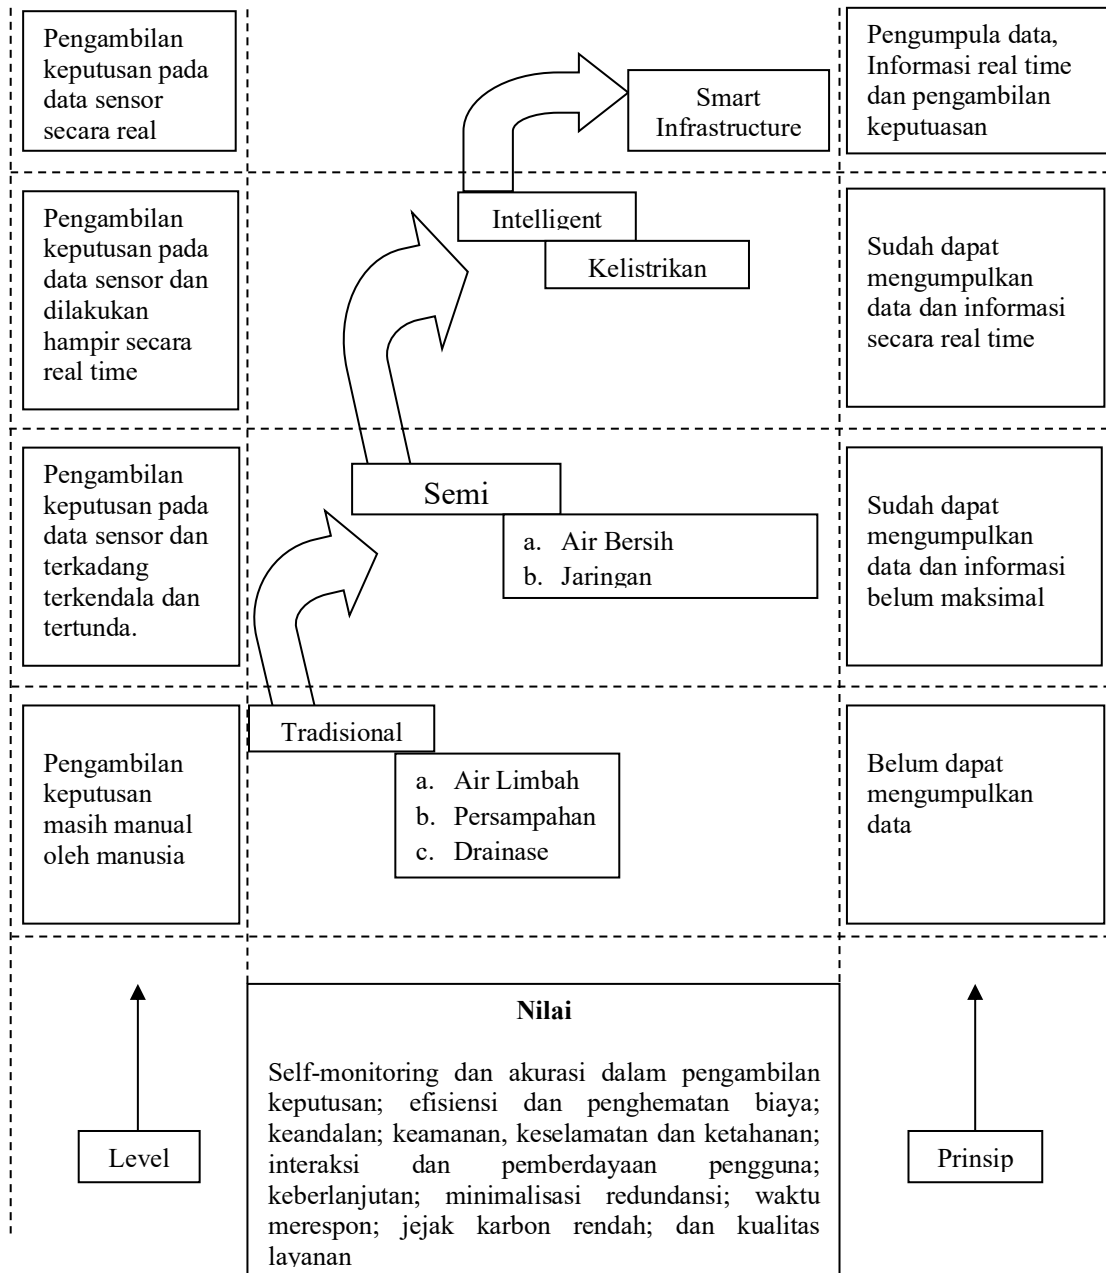 Pengambilan
keputusan pada
data sensor
secara real
Smart
Infrastructure
Pengumpula data,
Informasi real time
dan pengambilan
keputuasan
Pengambilan
keputusan pada
data sensor dan
dilakukan
hampir secara
real time
Intelligent
Kelistrikan
Sudah dapat
mengumpulkan
data dan informasi
secara real time
Pengambilan
keputusan pada
data sensor dan
terkadang
terkendala dan
tertunda.
Semi
a. Air Bersih
b. Jaringan
Sudah dapat
mengumpulkan
data dan informasi
belum maksimal
Pengambilan
keputusan
masih manual
oleh manusia
Tradisional
a. Air Limbah
b. Persampahan
c. Drainase
Belum dapat
mengumpulkan
data
Level
Nilai
Self-monitoring dan akurasi dalam pengambilan
keputusan; efisiensi dan penghematan biaya;
keandalan; keamanan, keselamatan dan ketahanan;
interaksi dan pemberdayaan pengguna;
keberlanjutan; minimalisasi redundansi; waktu
merespon; jejak karbon rendah; dan kualitas
layanan
Prinsip